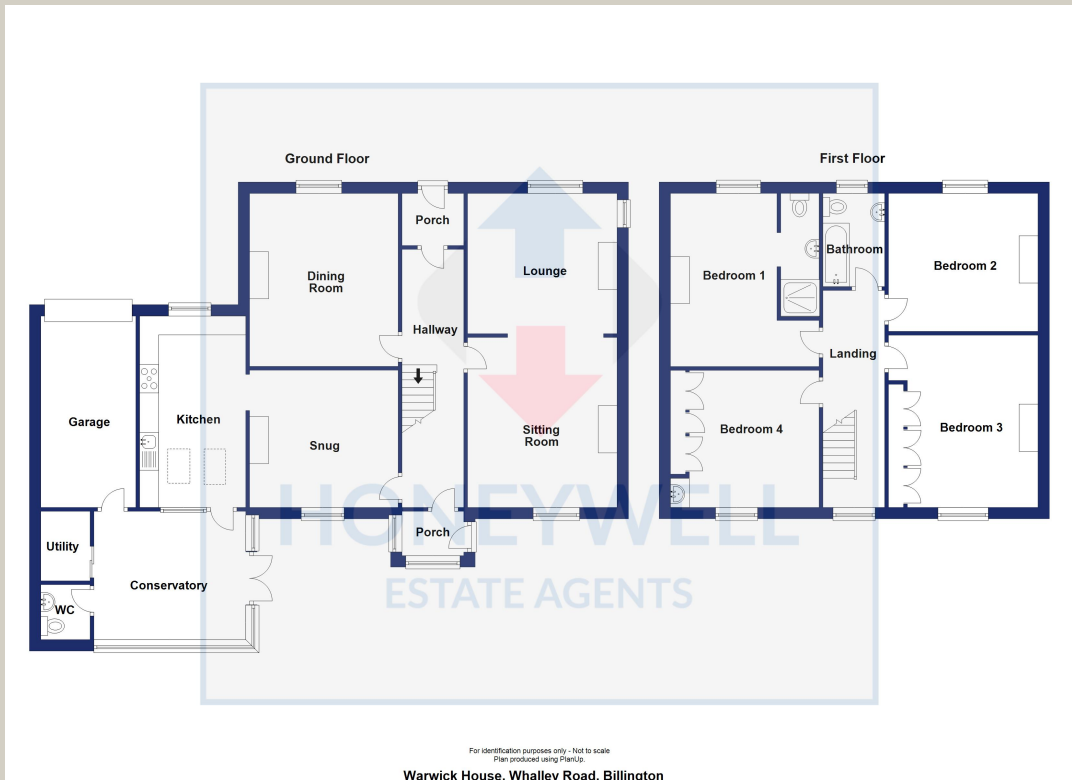 Ground Floor
First Floor
Porch
Dining
Room
Lounge
Hallway
Kitchen
Garage
Snug
Sitting
Room
Porch
Utility
Conservatory
WC
Bedroom 1
Bathroom
Bedroom 2
Landing
Bedroom 4
Bedroom 3
HONEYWELL
ESTATE AGENTS
For identification purposes only - Not to scale
Plan produced using PlanUp.
Warwick House, Whalley Road, Billington